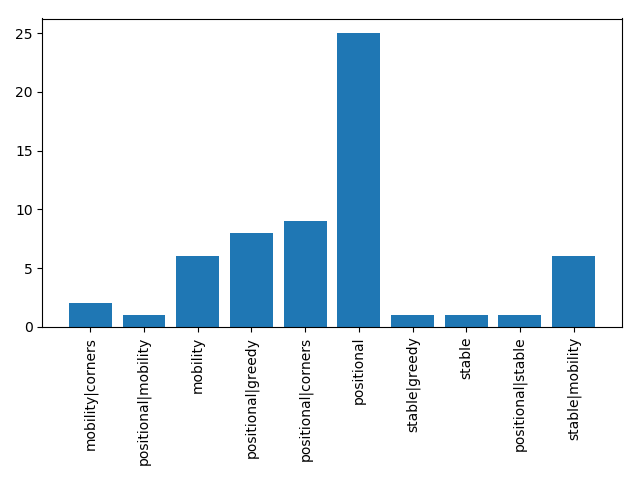 25
20
15
10
5
0
mobility|corners
positional|mobility
mobility
positional|greedy
positional|corners
positional
stable|greedy
stable
positional|stable
stable|mobility